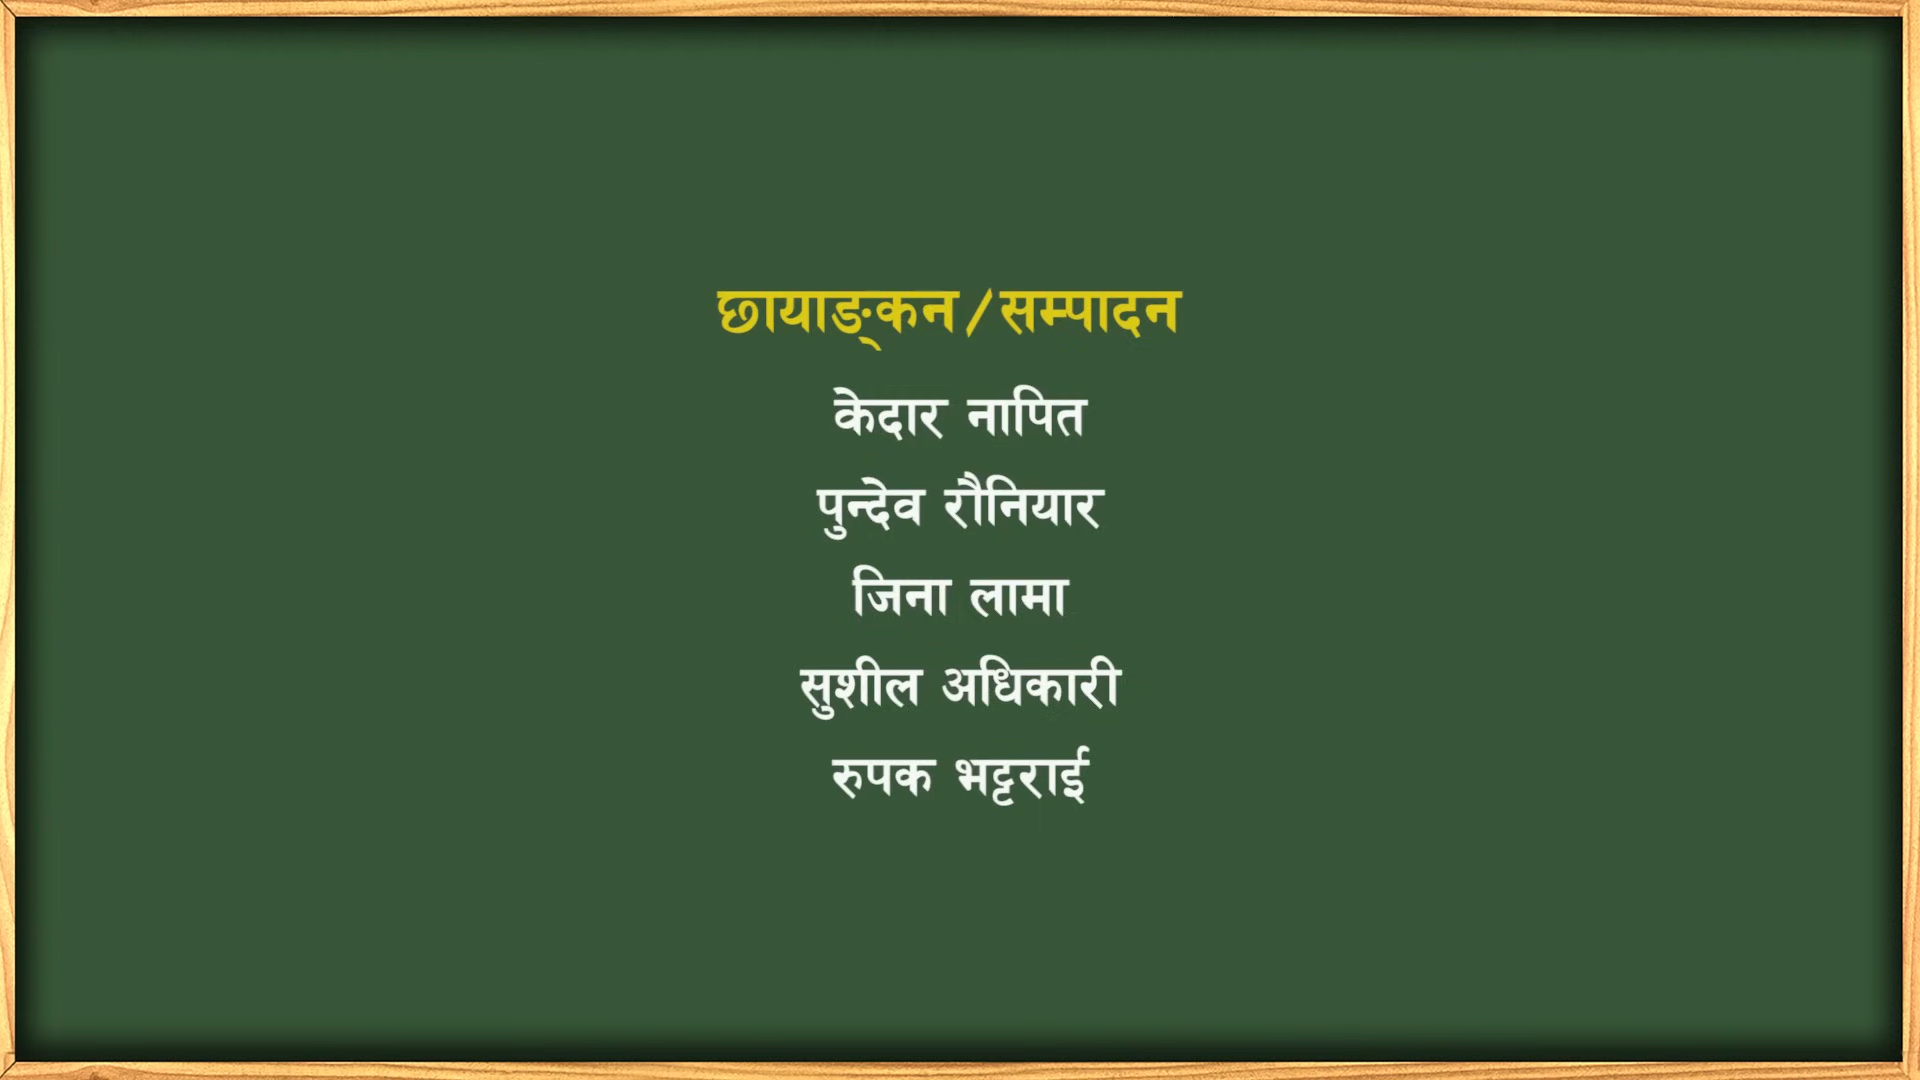 छायाङ्कन/सम्पादन
केदार नापित
पुन्देव रौनियार
जिना लामा
सुशील अधिकारी
रुपक भट्टराई